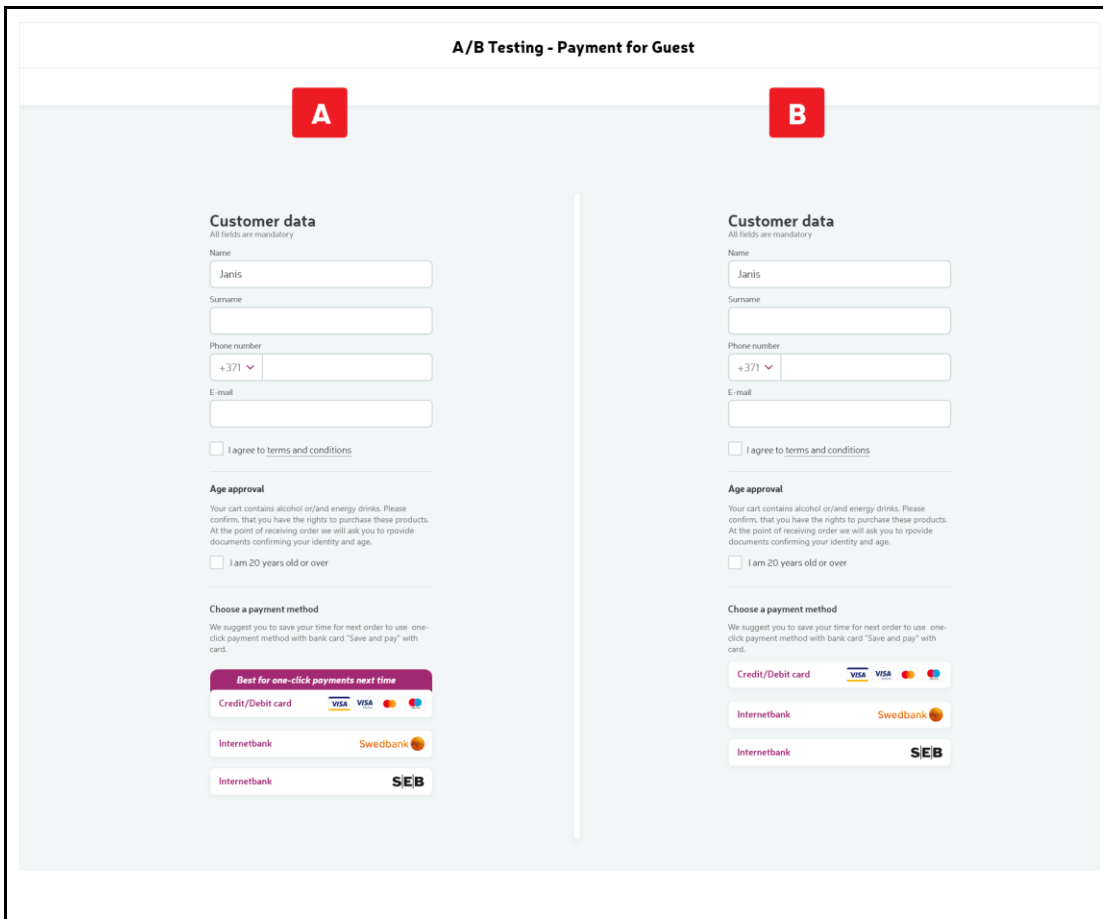 A/B Testing - Payment for Guest
A
Customer data
All fields are mandatory
Name
Janis
Surname
Phone number
+371
E-mail
I agree to terms and conditions
Age approval
Your cart contains alcohol or/and energy drinks. Please
confirm, that you have the rights to purchase these products.
At the point of receiving order we will ask you to rpovide
documents confirming your identity and age.
I am 20 years old or over
Choose a payment method
We suggest you to save your time for next order to use one-
click payment method with bank card "Save and pay" with
card.
Best for one-click payments next time
Credit/Debit card VISA VISA
Internetbank Swedbank
Internetbank S|E|B
B
Customer data
All fields are mandatory
Name
Janis
Surname
Phone number
+371
E-mail
I agree to terms and conditions
Age approval
Your cart contains alcohol or/and energy drinks. Please
confirm, that you have the rights to purchase these products.
At the point of receiving order we will ask you to rpovide
documents confirming your identity and age.
I am 20 years old or over
Choose a payment method
We suggest you to save your time for next order to use one-
click payment method with bank card "Save and pay" with
card.
Credit/Debit card VISA VISA
Internetbank Swedbank
Internetbank S|E|B